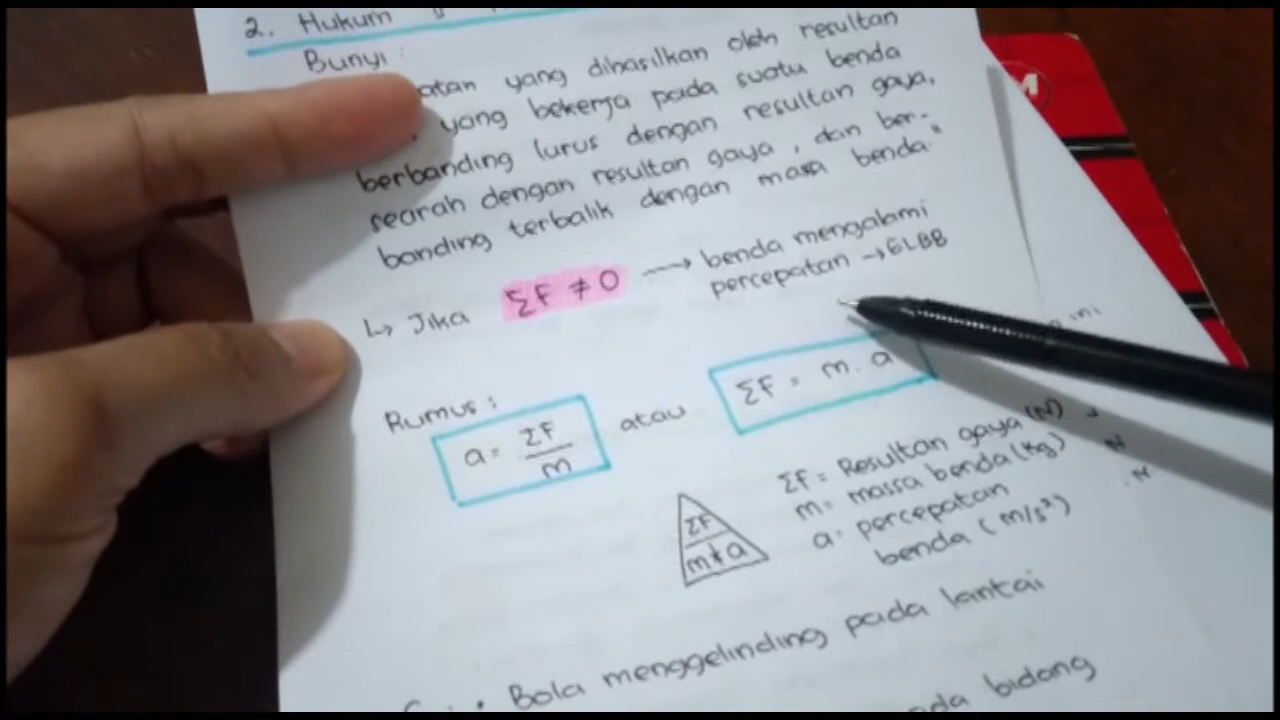 2. Hukum
Bunyi :
yang dihasilkan oleh resultan
yang bekerja pada suatu benda
berbanding lurus dengan resultan gaya,
searah dengan resultan gaya, dan ber-
banding terbalik dengan masa benda."
↳ Jika ΣF ≠ 0 → benda mengalami
percepatan → GLBB
ini
Rumus :
a = ΣF/m atau ΣF = m . a
ΣF = Resultan gaya (N)
m = massa benda (kg)
a = percepatan
benda (m/s²)
ΣF
m * a
N
N
• Bola menggelinding pada lantai
bidang